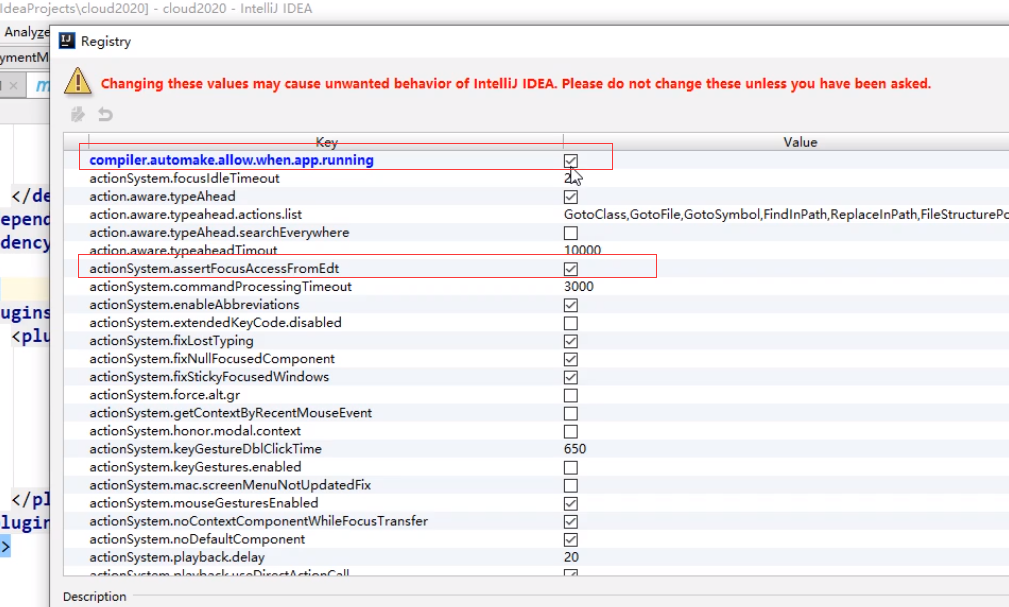 IdeaProjects\cloud2020] - cloud2020 - IntelliJ IDEA
Analyze
Registry
ymentM
Changing these values may cause unwanted behavior of IntelliJ IDEA. Please do not change these unless you have been asked.
Key Value
compiler.automake.allow.when.app.running
actionSystem.focusIdleTimeout
action.aware.typeAhead
action.aware.typeahead.actions.list GotoClass,GotoFile,GotoSymbol,FindInPath,ReplaceInPath,FileStructurePo
action.aware.typeAhead.searchEverywhere
action.aware.typeaheadTimout 10000
actionSystem.assertFocusAccessFromEdt
actionSystem.commandProcessingTimeout 3000
actionSystem.enableAbbreviations
actionSystem.extendedKeyCode.disabled
actionSystem.fixLostTyping
actionSystem.fixNullFocusedComponent
actionSystem.fixStickyFocusedWindows
actionSystem.force.alt.gr
actionSystem.getContextByRecentMouseEvent
actionSystem.honor.modal.context
actionSystem.keyGestureDblClickTime 650
actionSystem.keyGestures.enabled
actionSystem.mac.screenMenuNotUpdatedFix
actionSystem.mouseGesturesEnabled
actionSystem.noContextComponentWhileFocusTransfer
actionSystem.noDefaultComponent
actionSystem.playback.delay 20
actionSystem.playback.useDirectActionCall
Description
</de
epend
dency
ugins
<plu
</pl
lugin
>